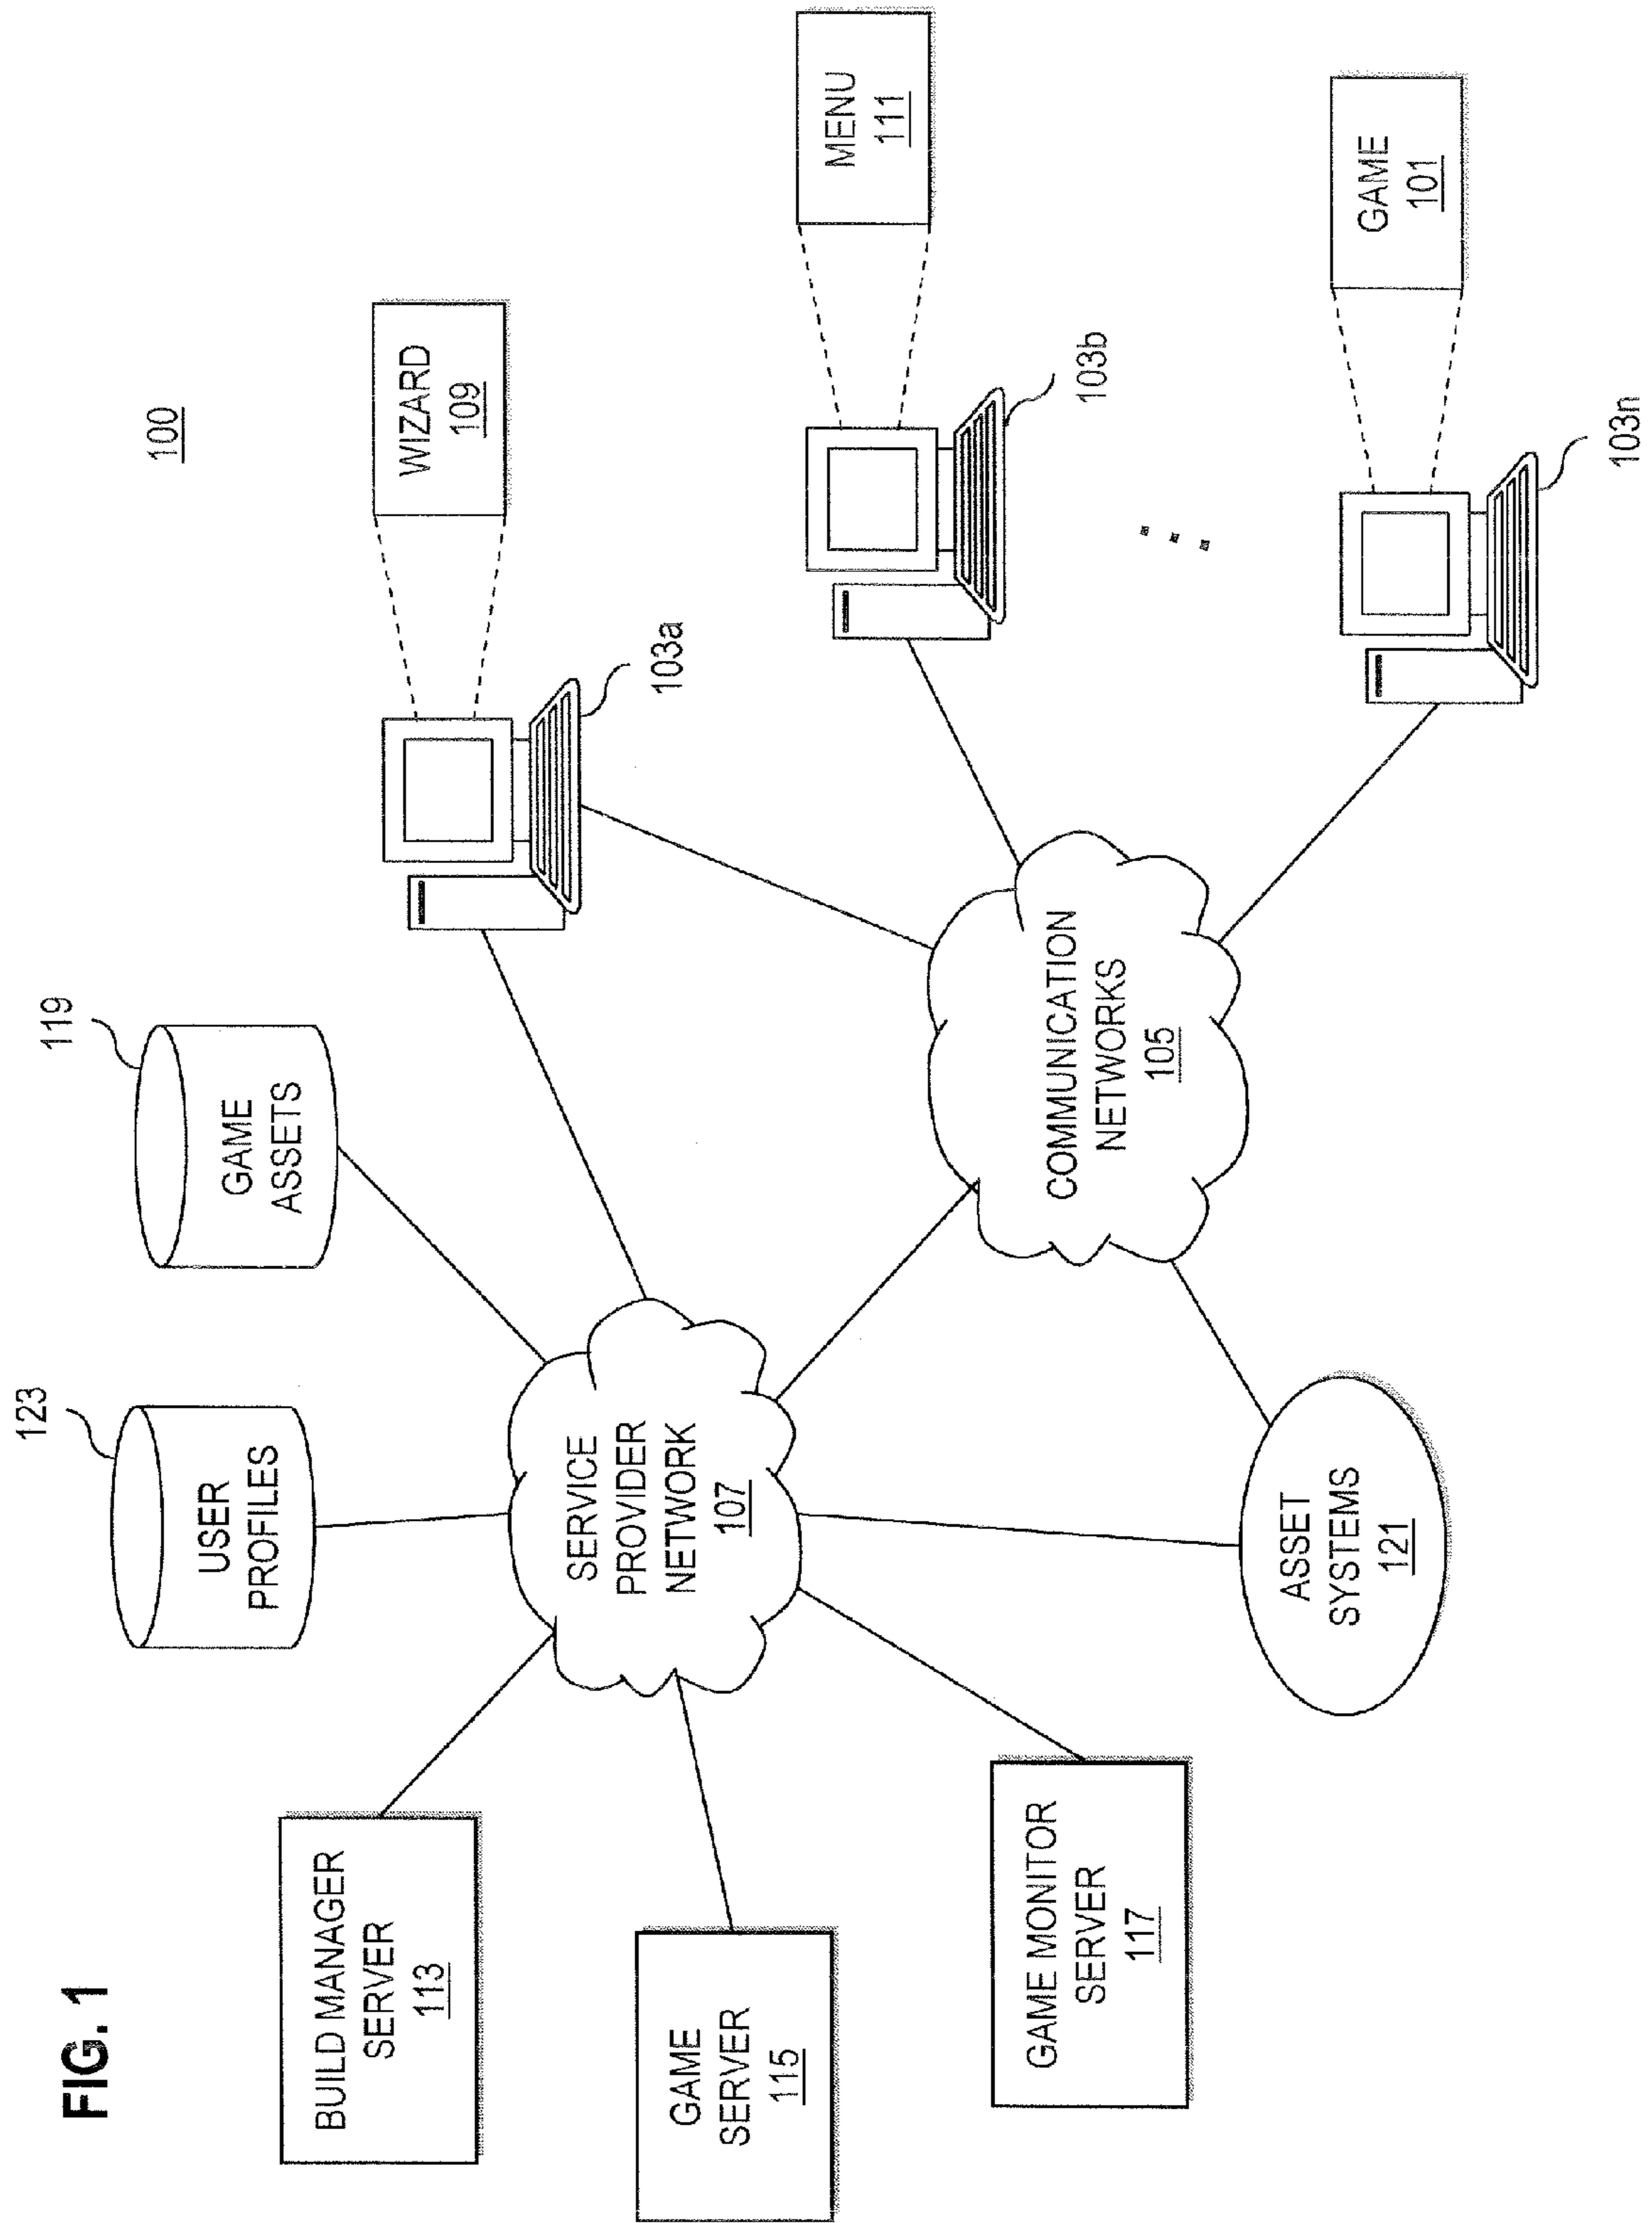 FIG. 1
100
BUILD MANAGER
SERVER
113
GAME
SERVER
115
GAME MONITOR
SERVER
117
USER
PROFILES
123
GAME
ASSETS
119
SERVICE
PROVIDER
NETWORK
107
ASSET
SYSTEMS
121
COMMUNICATION
NETWORKS
105
WIZARD
109
103a
MENU
111
103b
GAME
101
103n